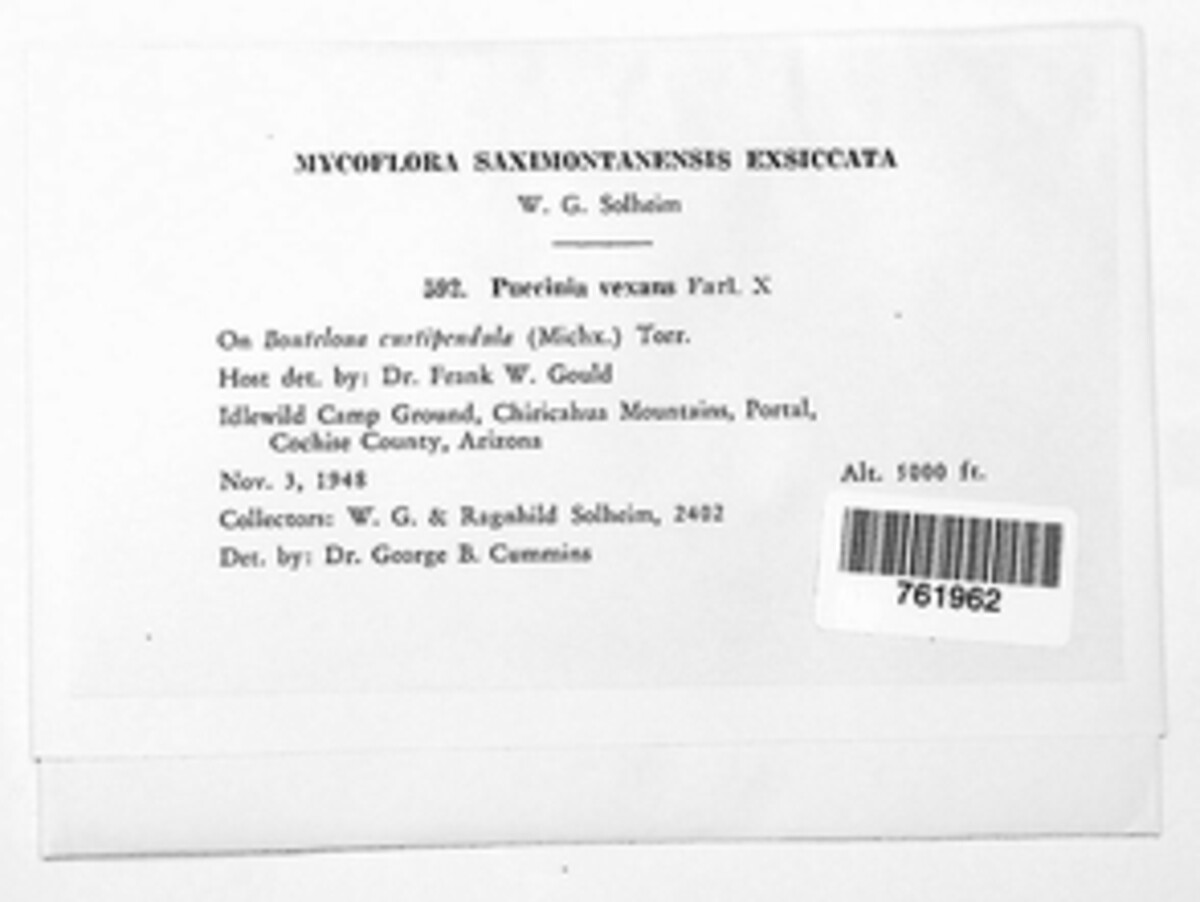 MYCOFLORA SAXIMONTANENSIS EXSICCATA
W. G. Solheim
592. Puccinia vexans Farl. X
On Bouteloua curtipendula (Michx.) Torr.
Host det. by: Dr. Frank W. Gould
Idlewild Camp Ground, Chiricahua Mountains, Portal,
Cochise County, Arizona
Nov. 3, 1948
Alt. 5000 ft.
Collectors: W. G. & Ragnhild Solheim, 2402
Det. by: Dr. George B. Cummins
761962